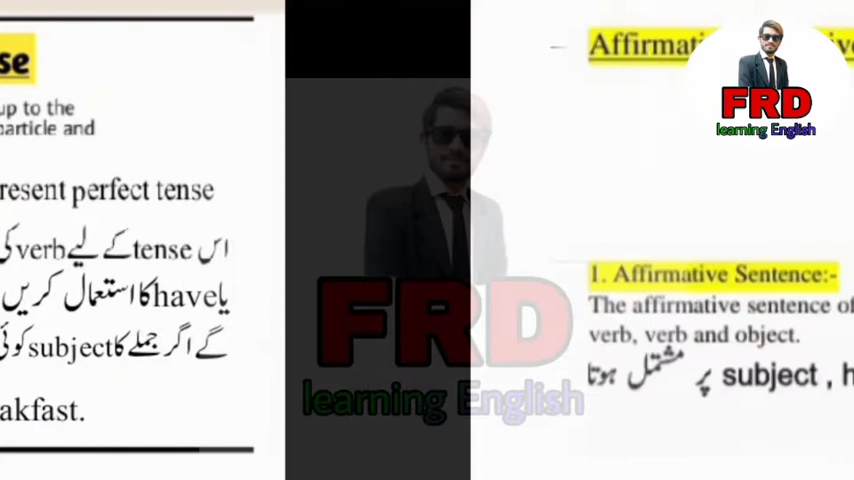 se
up to the
particle and
resent perfect tense
اس tense کے لیے verb کی
یا have کا استعمال کریں
گے اگر جملے کا subject کوئی
akfast.
FRD
learning English
Affirmati
ve
FRD
learning English
1. Affirmative Sentence:-
The affirmative sentence of
verb, verb and object.
subject , h پر مشتمل ہوتا